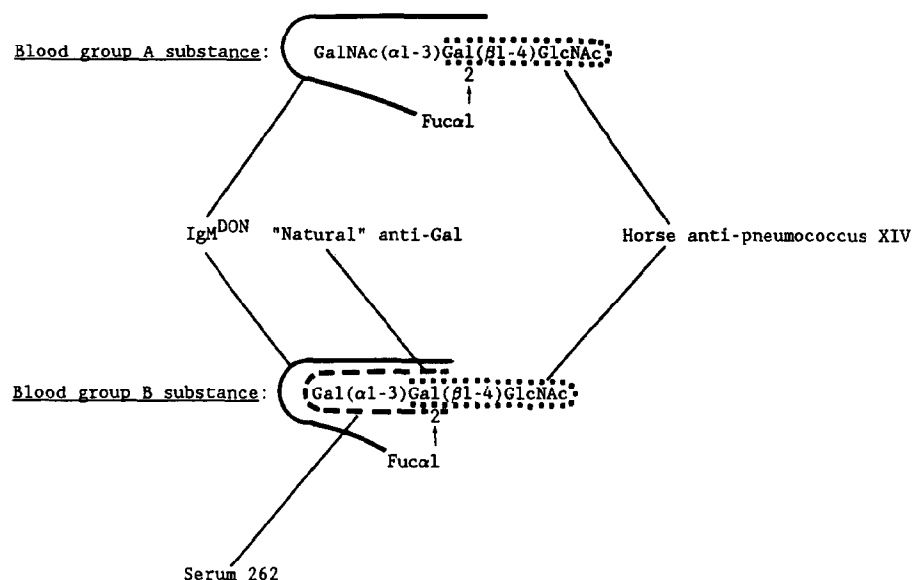 Blood group A substance: GalNAc(α1-3)Gal(β1-4)GlcNAc
2
↑
Fucα1
IgM^DON "Natural" anti-Gal Horse anti-pneumococcus XIV
Blood group B substance: Gal(α1-3)Gal(β1-4)GlcNAc
2
↑
Fucα1
Serum 262